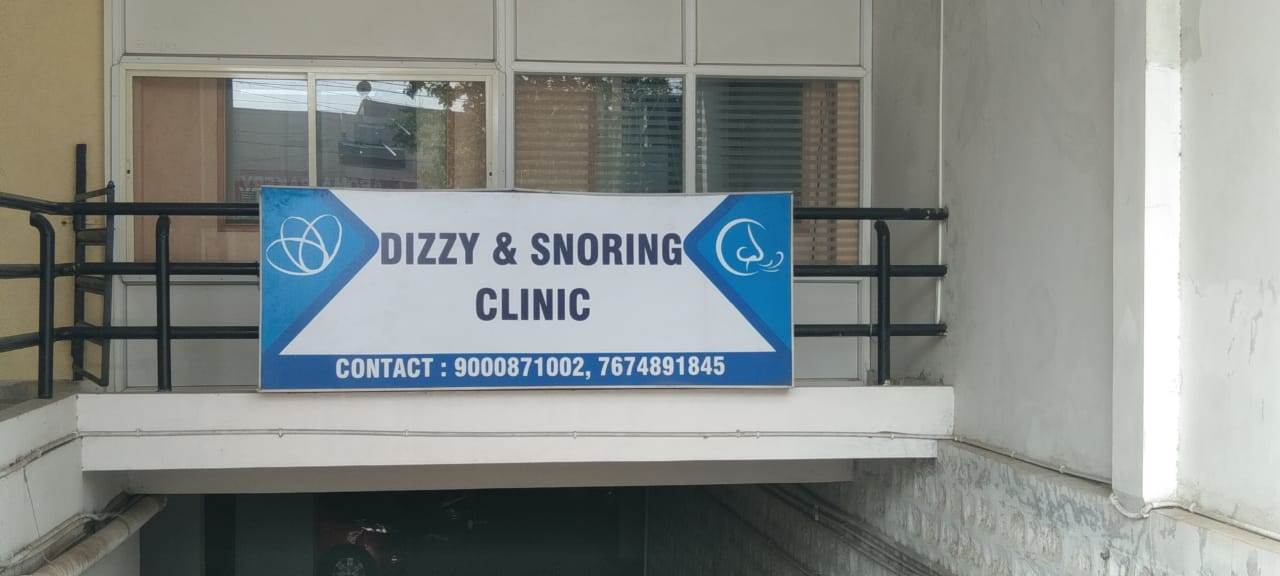 DIZZY & SNORING
CLINIC
CONTACT : 9000871002, 7674891845